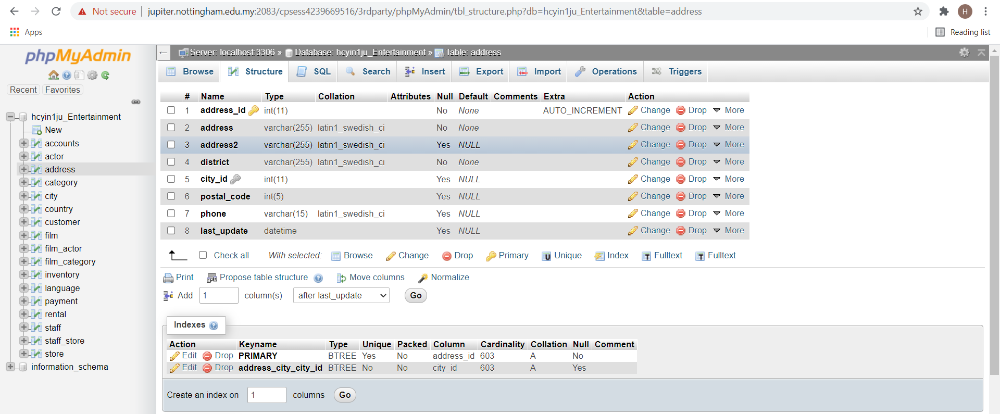 Not secure | jupiter.nottingham.edu.my:2083/cpsess4239669516/3rdparty/phpMyAdmin/tbl_structure.php?db=hcyin1ju_Entertainment&table=address H
Apps Reading list
phpMyAdmin
Recent Favorites
hcyin1ju_Entertainment
New
accounts
actor
address
category
city
country
customer
film
film_actor
film_category
inventory
language
payment
rental
staff
staff_store
store
information_schema
Server: localhost:3306 » Database: hcyin1ju_Entertainment » Table: address
Browse Structure SQL Search Insert Export Import Operations Triggers
# Name Type Collation Attributes Null Default Comments Extra Action
1 address_id int(11) No None AUTO_INCREMENT Change Drop More
2 address varchar(255) latin1_swedish_ci No None Change Drop More
3 address2 varchar(255) latin1_swedish_ci Yes NULL Change Drop More
4 district varchar(255) latin1_swedish_ci No None Change Drop More
5 city_id int(11) Yes NULL Change Drop More
6 postal_code int(5) Yes NULL Change Drop More
7 phone varchar(15) latin1_swedish_ci Yes NULL Change Drop More
8 last_update datetime Yes NULL Change Drop More
Check all With selected: Browse Change Drop Primary Unique Index Fulltext Fulltext
Print Propose table structure Move columns Normalize
Add 1 column(s) after last_update Go
Indexes
Action Keyname Type Unique Packed Column Cardinality Collation Null Comment
Edit Drop PRIMARY BTREE Yes No address_id 603 A No
Edit Drop address_city_city_id BTREE No No city_id 603 A Yes
Create an index on 1 columns Go